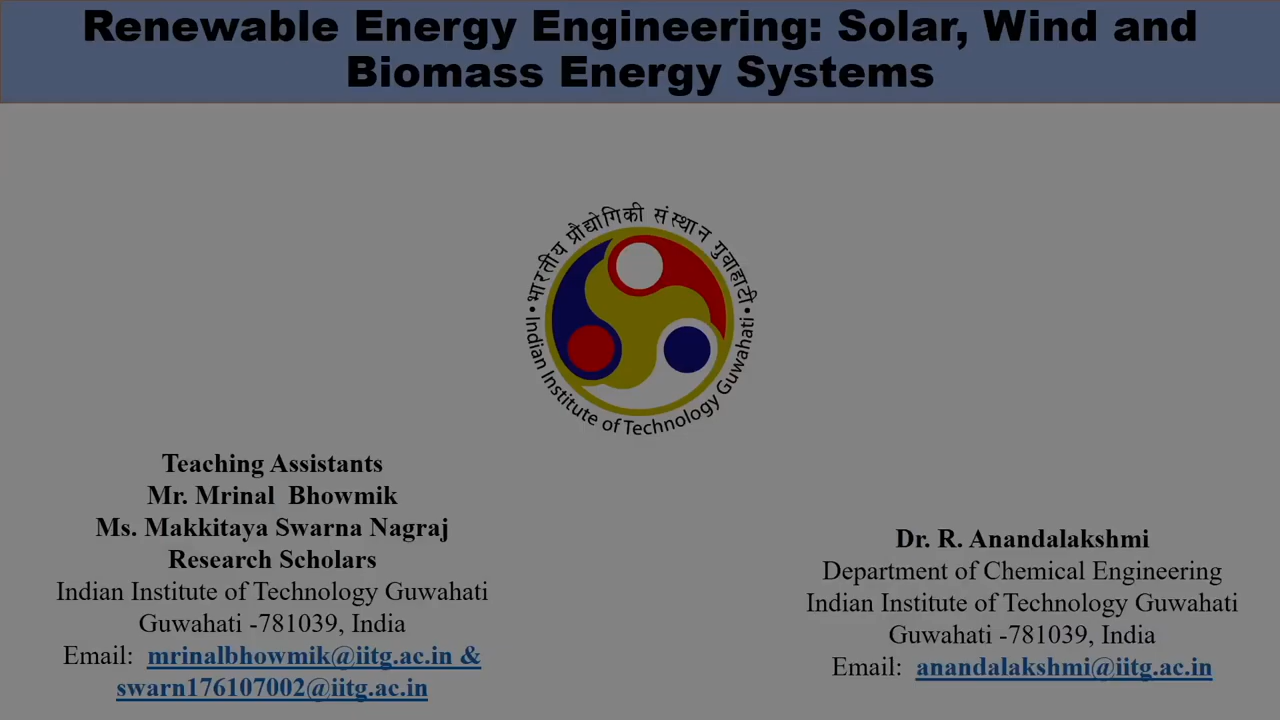 Renewable Energy Engineering: Solar, Wind and
Biomass Energy Systems
भारतीय प्रौद्योगिकी संस्थान गुवाहाटी
Indian Institute of Technology Guwahati
Teaching Assistants
Mr. Mrinal  Bhowmik
Ms. Makkitaya Swarna Nagraj
Research Scholars
Indian Institute of Technology Guwahati
Guwahati -781039, India
Email:  mrinalbhowmik@iitg.ac.in &
swarn176107002@iitg.ac.in
Dr. R. Anandalakshmi
Department of Chemical Engineering
Indian Institute of Technology Guwahati
Guwahati -781039, India
Email:  anandalakshmi@iitg.ac.in